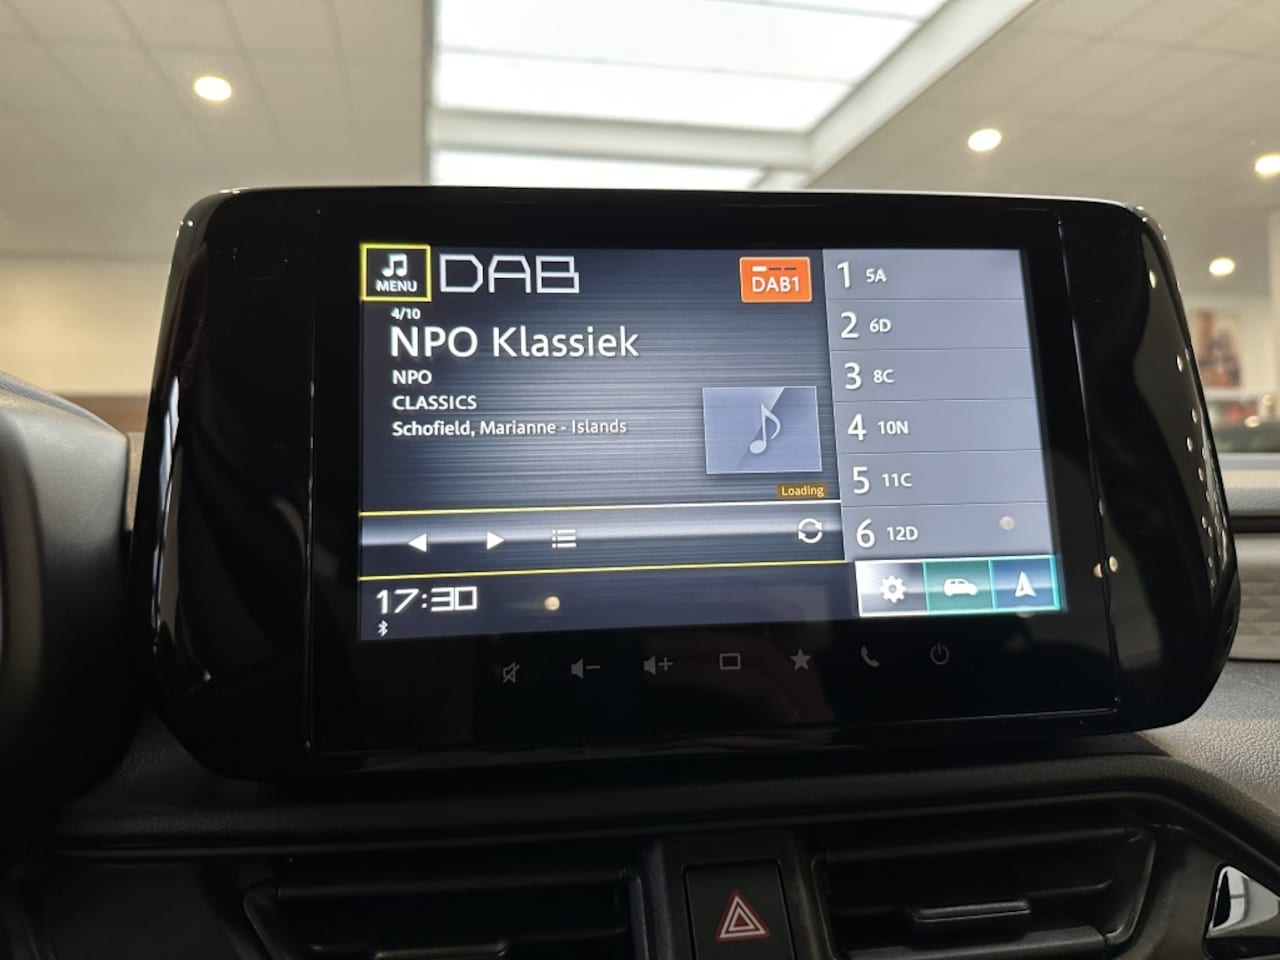 MENU
DAB
DAB1
4/10
NPO Klassiek
NPO
CLASSICS
Schofield, Marianne - Islands
Loading
1 5A
2 6D
3 8C
4 10N
5 11C
6 12D
17:30